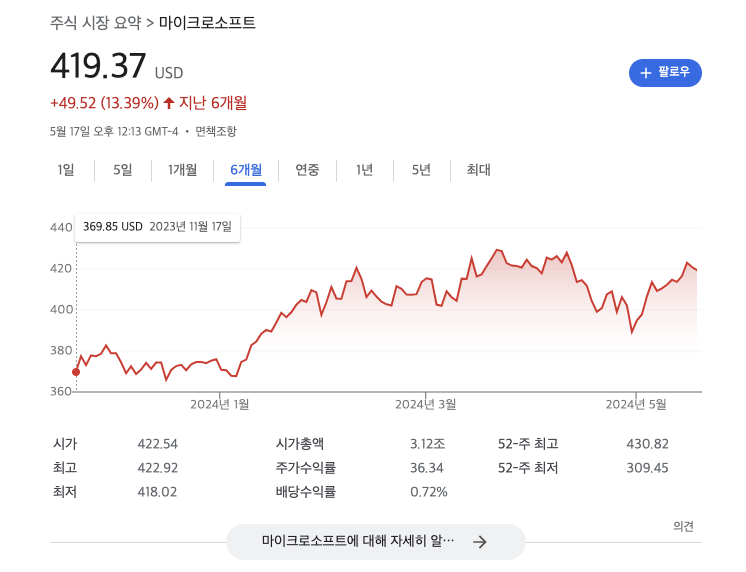 주식 시장 요약 > 마이크로소프트
419.37 USD
+ 팔로우
+49.52 (13.39%) ↑ 지난 6개월
5월 17일 오후 12:13 GMT-4 • 면책조항
1일 5일 1개월 6개월 연중 1년 5년 최대
440
369.85 USD 2023년 11월 17일
420
400
380
360
2024년 1월 2024년 3월 2024년 5월
시가 422.54 시가총액 3.12조 52-주 최고 430.82
최고 422.92 주가수익률 36.34 52-주 최저 309.45
최저 418.02 배당수익률 0.72%
의견
마이크로소프트에 대해 자세히 알… →